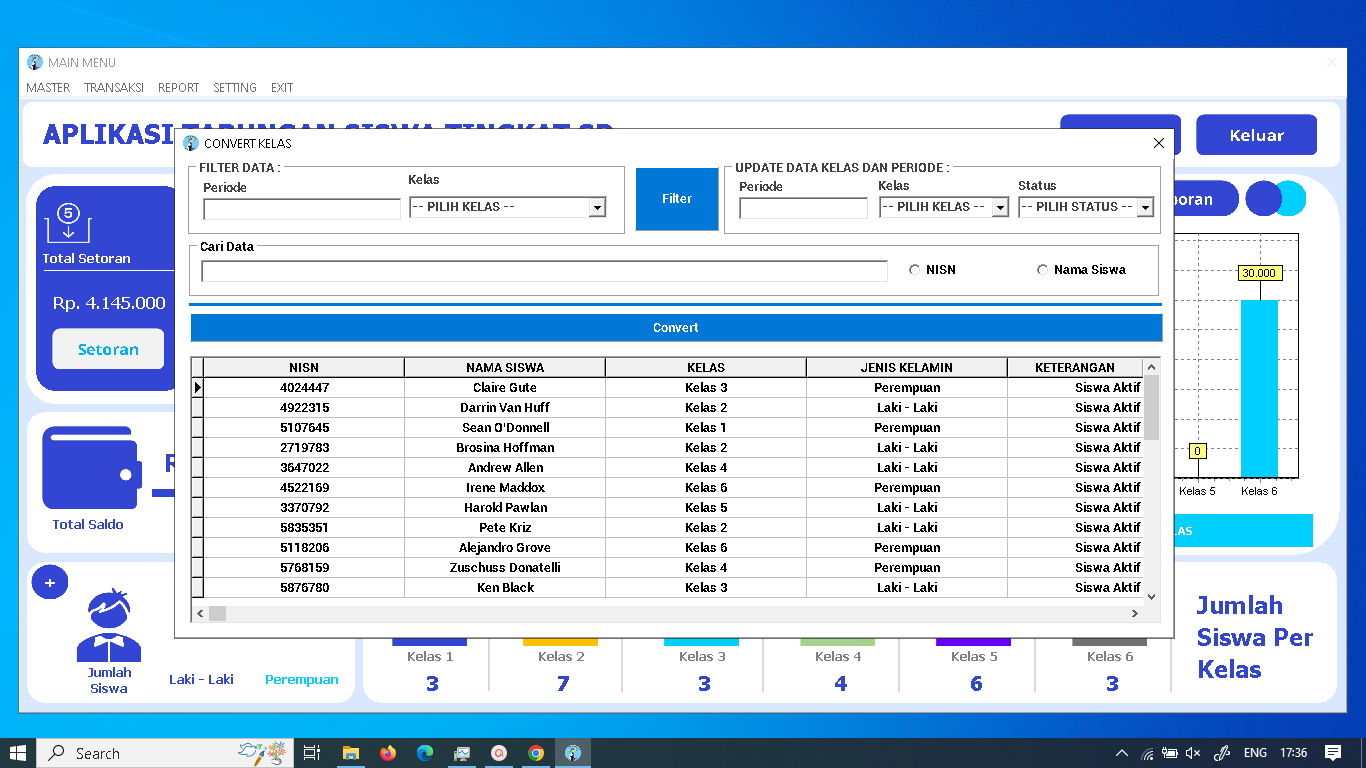 MAIN MENU
MASTER TRANSAKSI REPORT SETTING EXIT
APLIKASI TABUNGAN SISWA TINGKAT SD
Keluar
CONVERT KELAS
FILTER DATA :
Periode
Kelas
-- PILIH KELAS --
Filter
UPDATE DATA KELAS DAN PERIODE :
Periode
Kelas
Status
-- PILIH KELAS --
-- PILIH STATUS --
Cari Data
NISN
Nama Siswa
Convert
NISN NAMA SISWA KELAS JENIS KELAMIN KETERANGAN
4024447 Claire Gute Kelas 3 Perempuan Siswa Aktif
4922315 Darrin Van Huff Kelas 2 Laki - Laki Siswa Aktif
5107645 Sean O'Donnell Kelas 1 Perempuan Siswa Aktif
2719783 Brosina Hoffman Kelas 2 Laki - Laki Siswa Aktif
3647022 Andrew Allen Kelas 4 Laki - Laki Siswa Aktif
4522169 Irene Maddox Kelas 6 Perempuan Siswa Aktif
3370792 Harold Pawlan Kelas 5 Laki - Laki Siswa Aktif
5835351 Pete Kriz Kelas 2 Laki - Laki Siswa Aktif
5118206 Alejandro Grove Kelas 6 Perempuan Siswa Aktif
5768159 Zuschuss Donatelli Kelas 4 Perempuan Siswa Aktif
5876780 Ken Black Kelas 3 Laki - Laki Siswa Aktif
5
Total Setoran
Rp. 4.145.000
Setoran
Total Saldo
+
Jumlah
Siswa
Laki - Laki
Perempuan
poran
30.000
0
Kelas 5
Kelas 6
LAS
Kelas 1 Kelas 2 Kelas 3 Kelas 4 Kelas 5 Kelas 6
3 7 3 4 6 3
Jumlah
Siswa Per
Kelas
Search
ENG
17:36